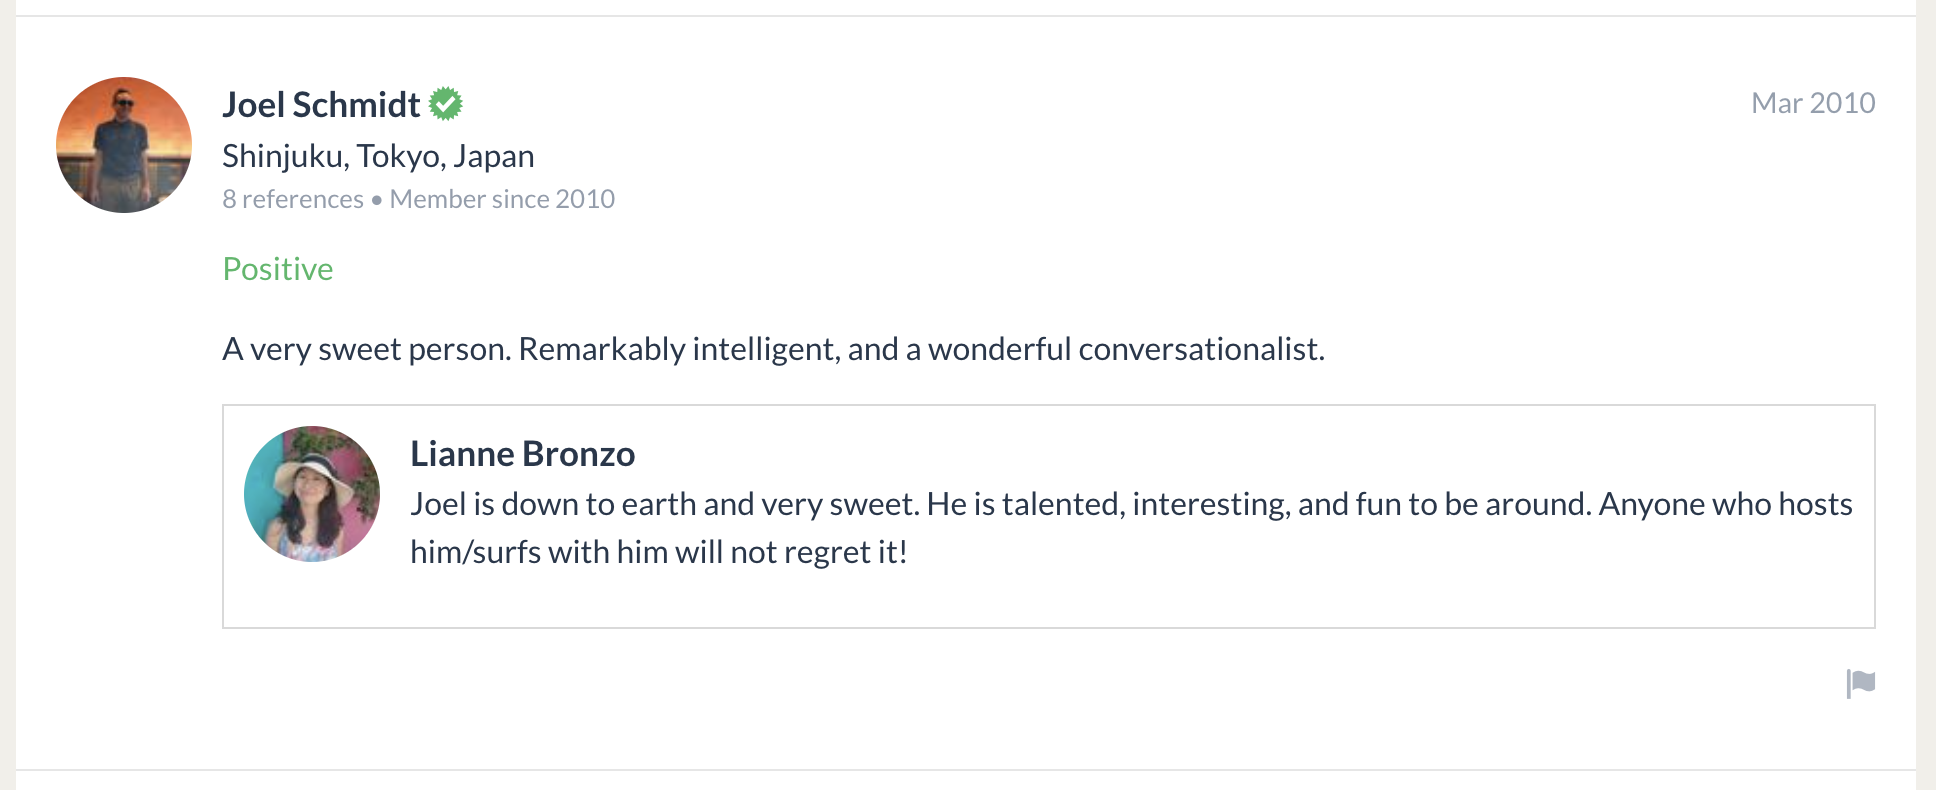 Joel Schmidt
Mar 2010
Shinjuku, Tokyo, Japan
8 references • Member since 2010
Positive
A very sweet person. Remarkably intelligent, and a wonderful conversationalist.
Lianne Bronzo
Joel is down to earth and very sweet. He is talented, interesting, and fun to be around. Anyone who hosts
him/surfs with him will not regret it!